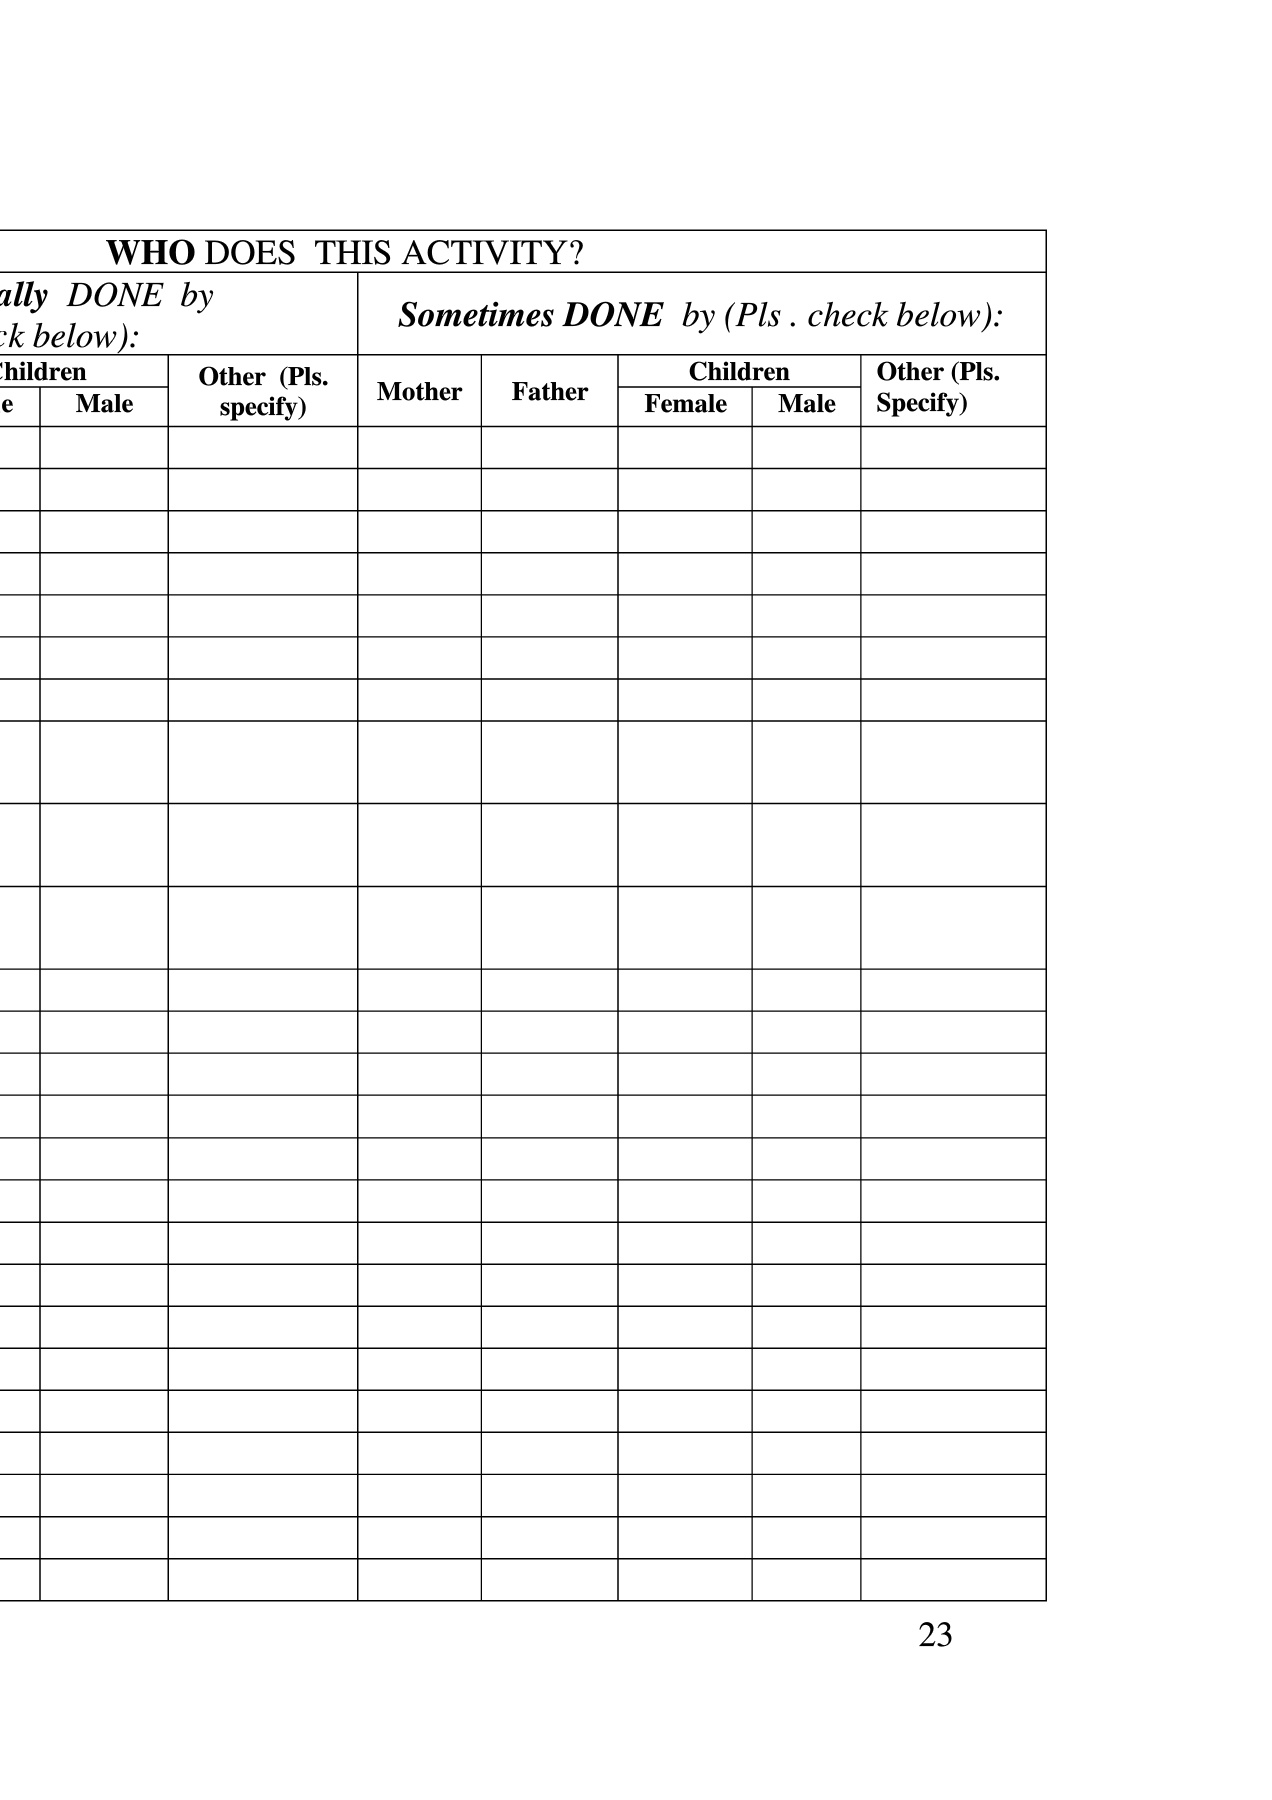 WHO DOES THIS ACTIVITY?
ally DONE by
ck below):
Sometimes DONE by (Pls . check below):
Children
e
Male
Other (Pls.
specify)
Mother
Father
Children
Female
Male
Other (Pls.
Specify)
23